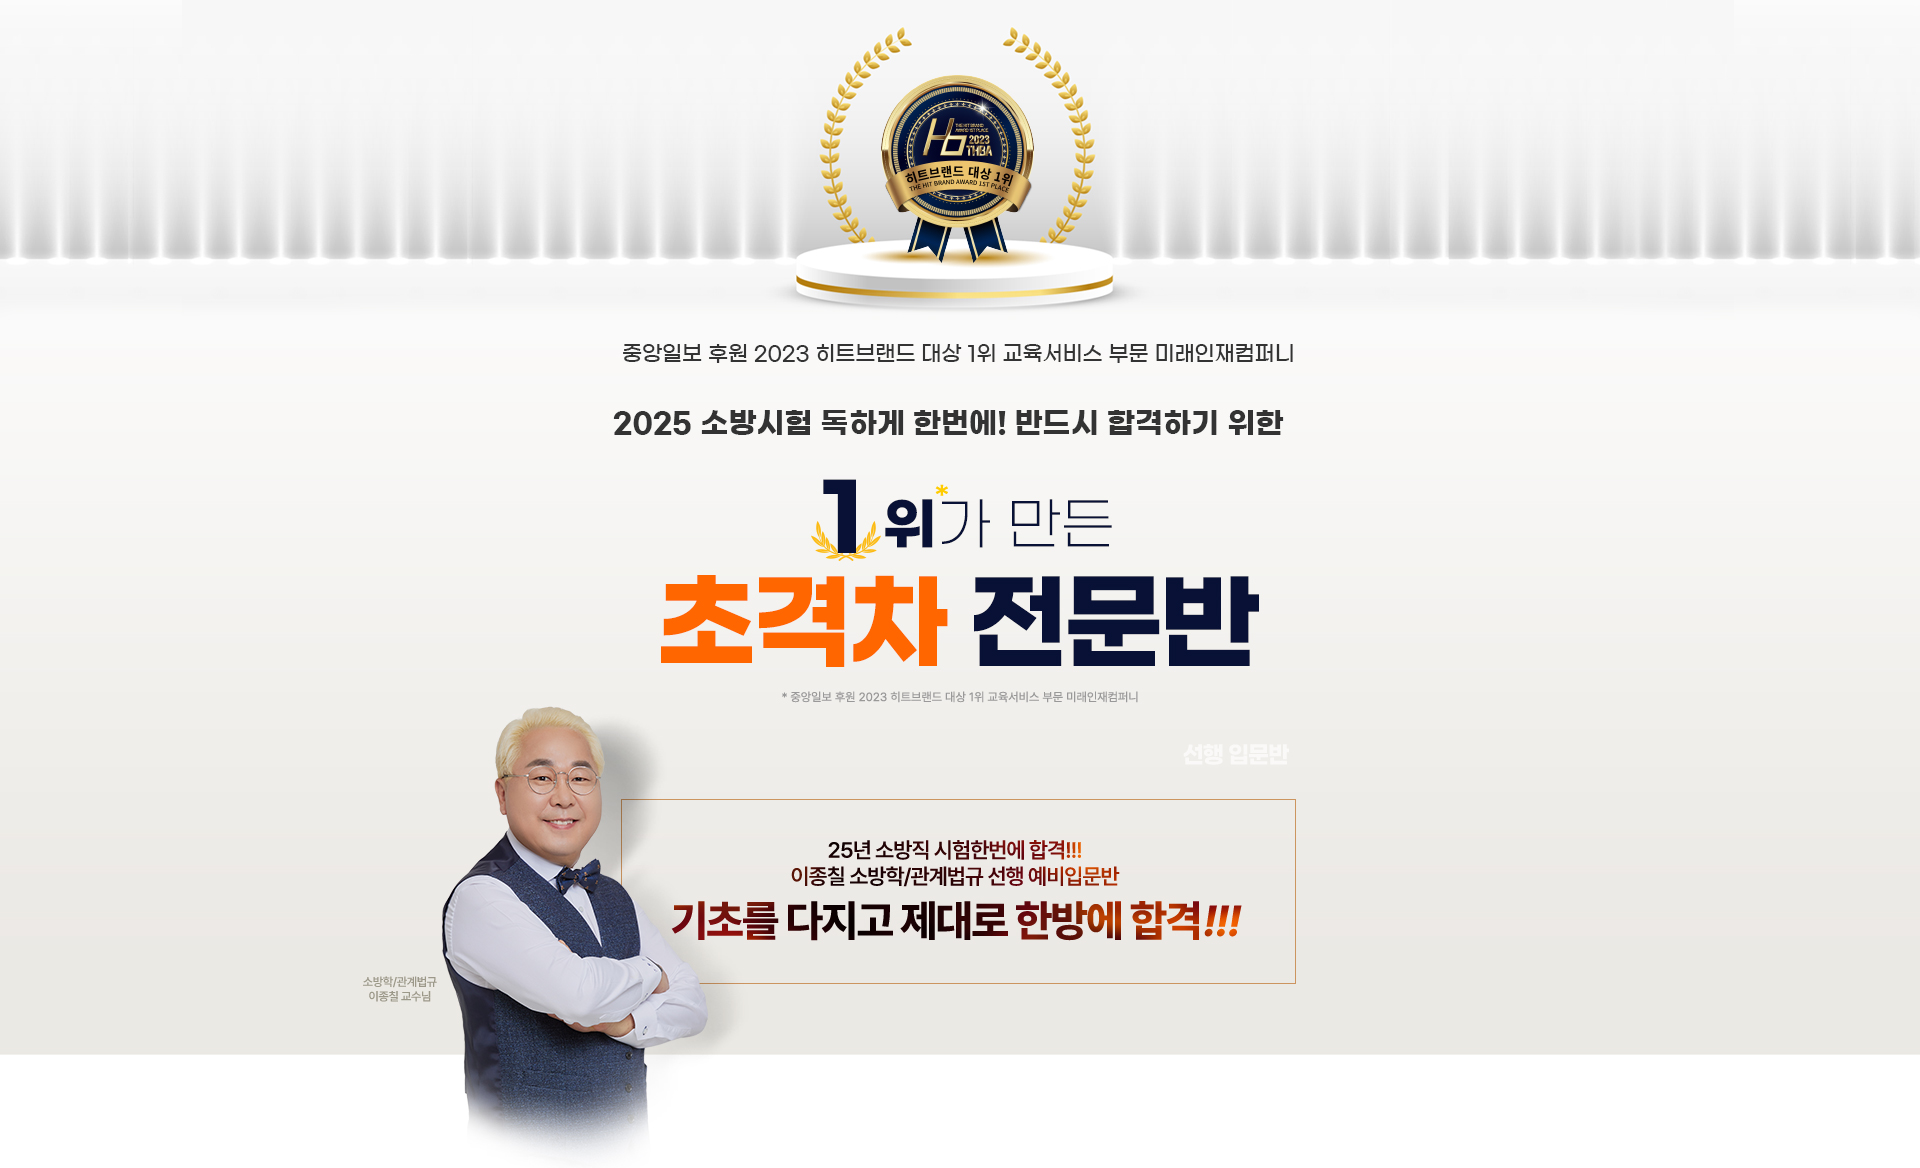 THE HIT BRAND
AWARD 1ST PLACE
2023
THBA
히트브랜드 대상 1위
THE HIT BRAND AWARD 1ST PLACE
중앙일보 후원 2023 히트브랜드 대상 1위 교육서비스 부문 미래인재컴퍼니
2025 소방시험 독하게 한번에! 반드시 합격하기 위한
1위*가 만든
초격차 전문반
* 중앙일보 후원 2023 히트브랜드 대상 1위 교육서비스 부문 미래인재컴퍼니
선행 입문반
25년 소방직 시험한번에 합격!!!
이종칠 소방학/관계법규 선행 예비입문반
기초를 다지고 제대로 한방에 합격!!!
소방학/관계법규
이종칠 교수님